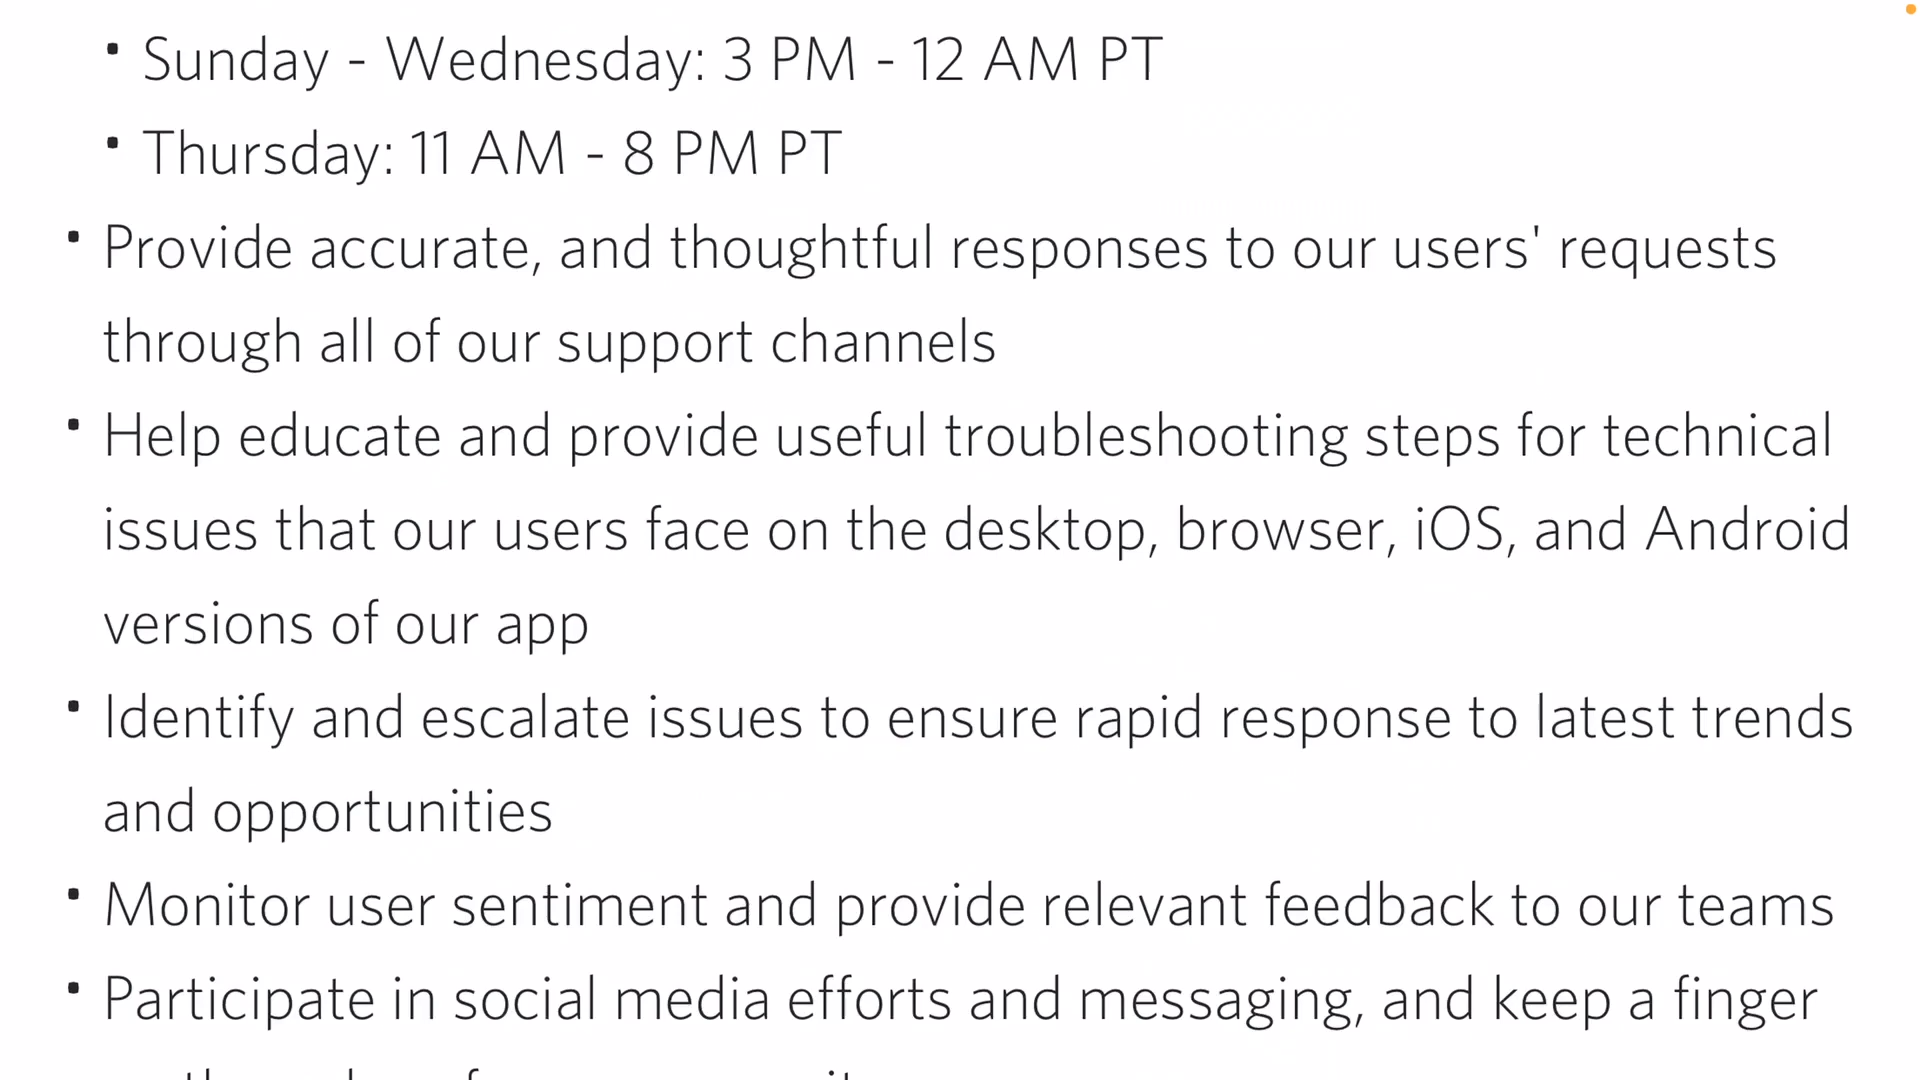 • Sunday - Wednesday: 3 PM - 12 AM PT
• Thursday: 11 AM - 8 PM PT
• Provide accurate, and thoughtful responses to our users' requests
through all of our support channels
• Help educate and provide useful troubleshooting steps for technical
issues that our users face on the desktop, browser, iOS, and Android
versions of our app
• Identify and escalate issues to ensure rapid response to latest trends
and opportunities
• Monitor user sentiment and provide relevant feedback to our teams
• Participate in social media efforts and messaging, and keep a finger